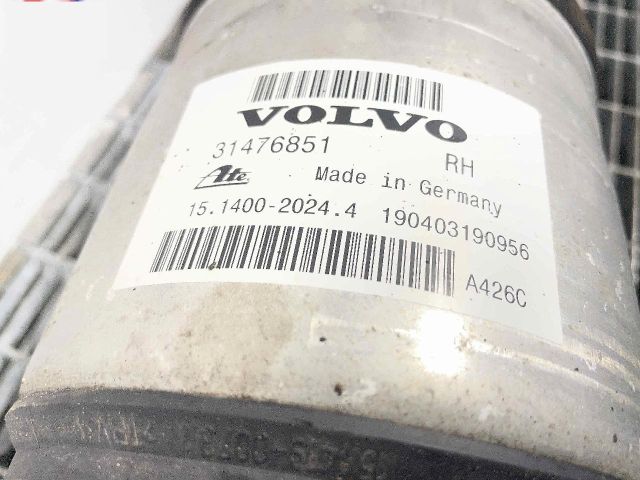 VOLVO
31476851 RH
Ate Made in Germany
15.1400-2024.4 190403190956
A426C